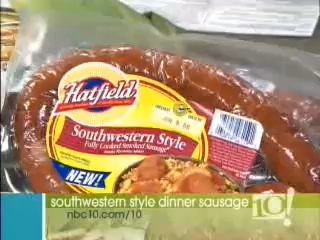 Hatfield
Southwestern Style
Fully Cooked Smoked Sausage
NEW!
southwestern style dinner sausage
nbc10.com/10
10!